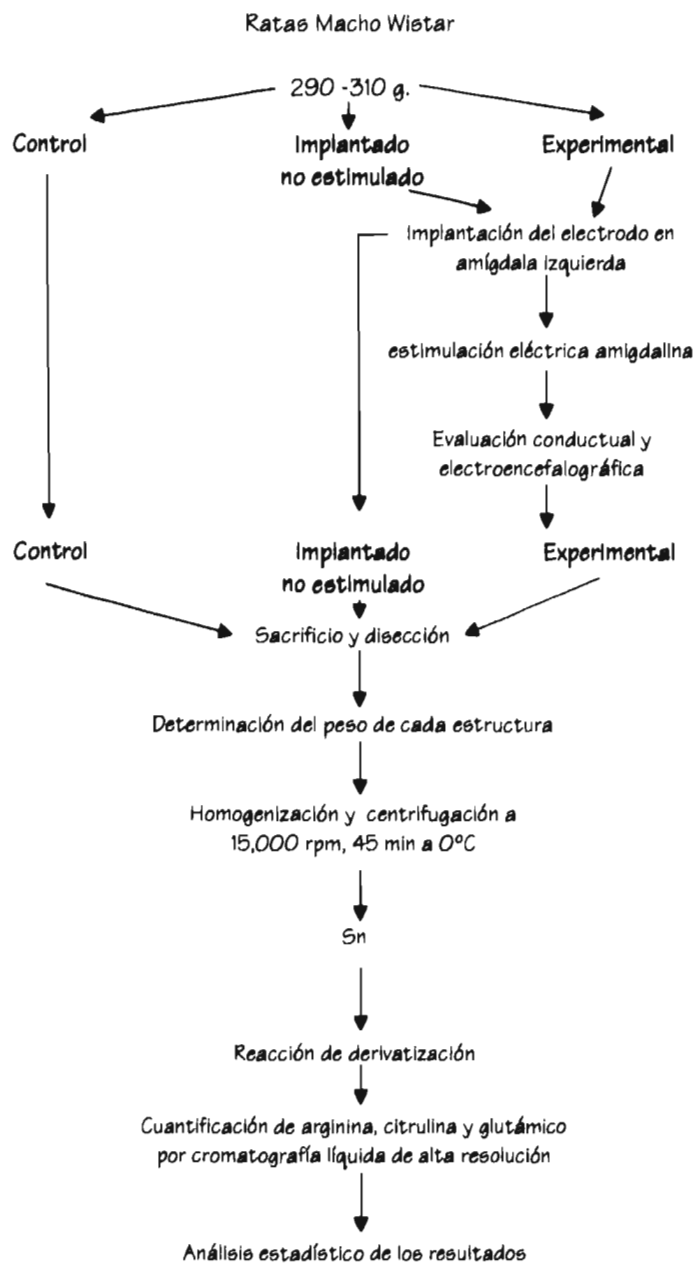 Ratas Macho Wistar
290 -310 g.
Control
Implantado
no estimulado
Experimental
Implantación del electrodo en
amígdala izquierda
estimulación eléctrica amigdalina
Evaluación conductual y
electroencefalográfica
Control
Implantado
no estimulado
Experimental
Sacrificio y disección
Determinación del peso de cada estructura
Homogenización y centrifugación a
15,000 rpm, 45 min a 0°C
Sn
Reacción de derivatización
Cuantificación de arginina, citrulina y glutámico
por cromatografía líquida de alta resolución
Análisis estadístico de los resultados